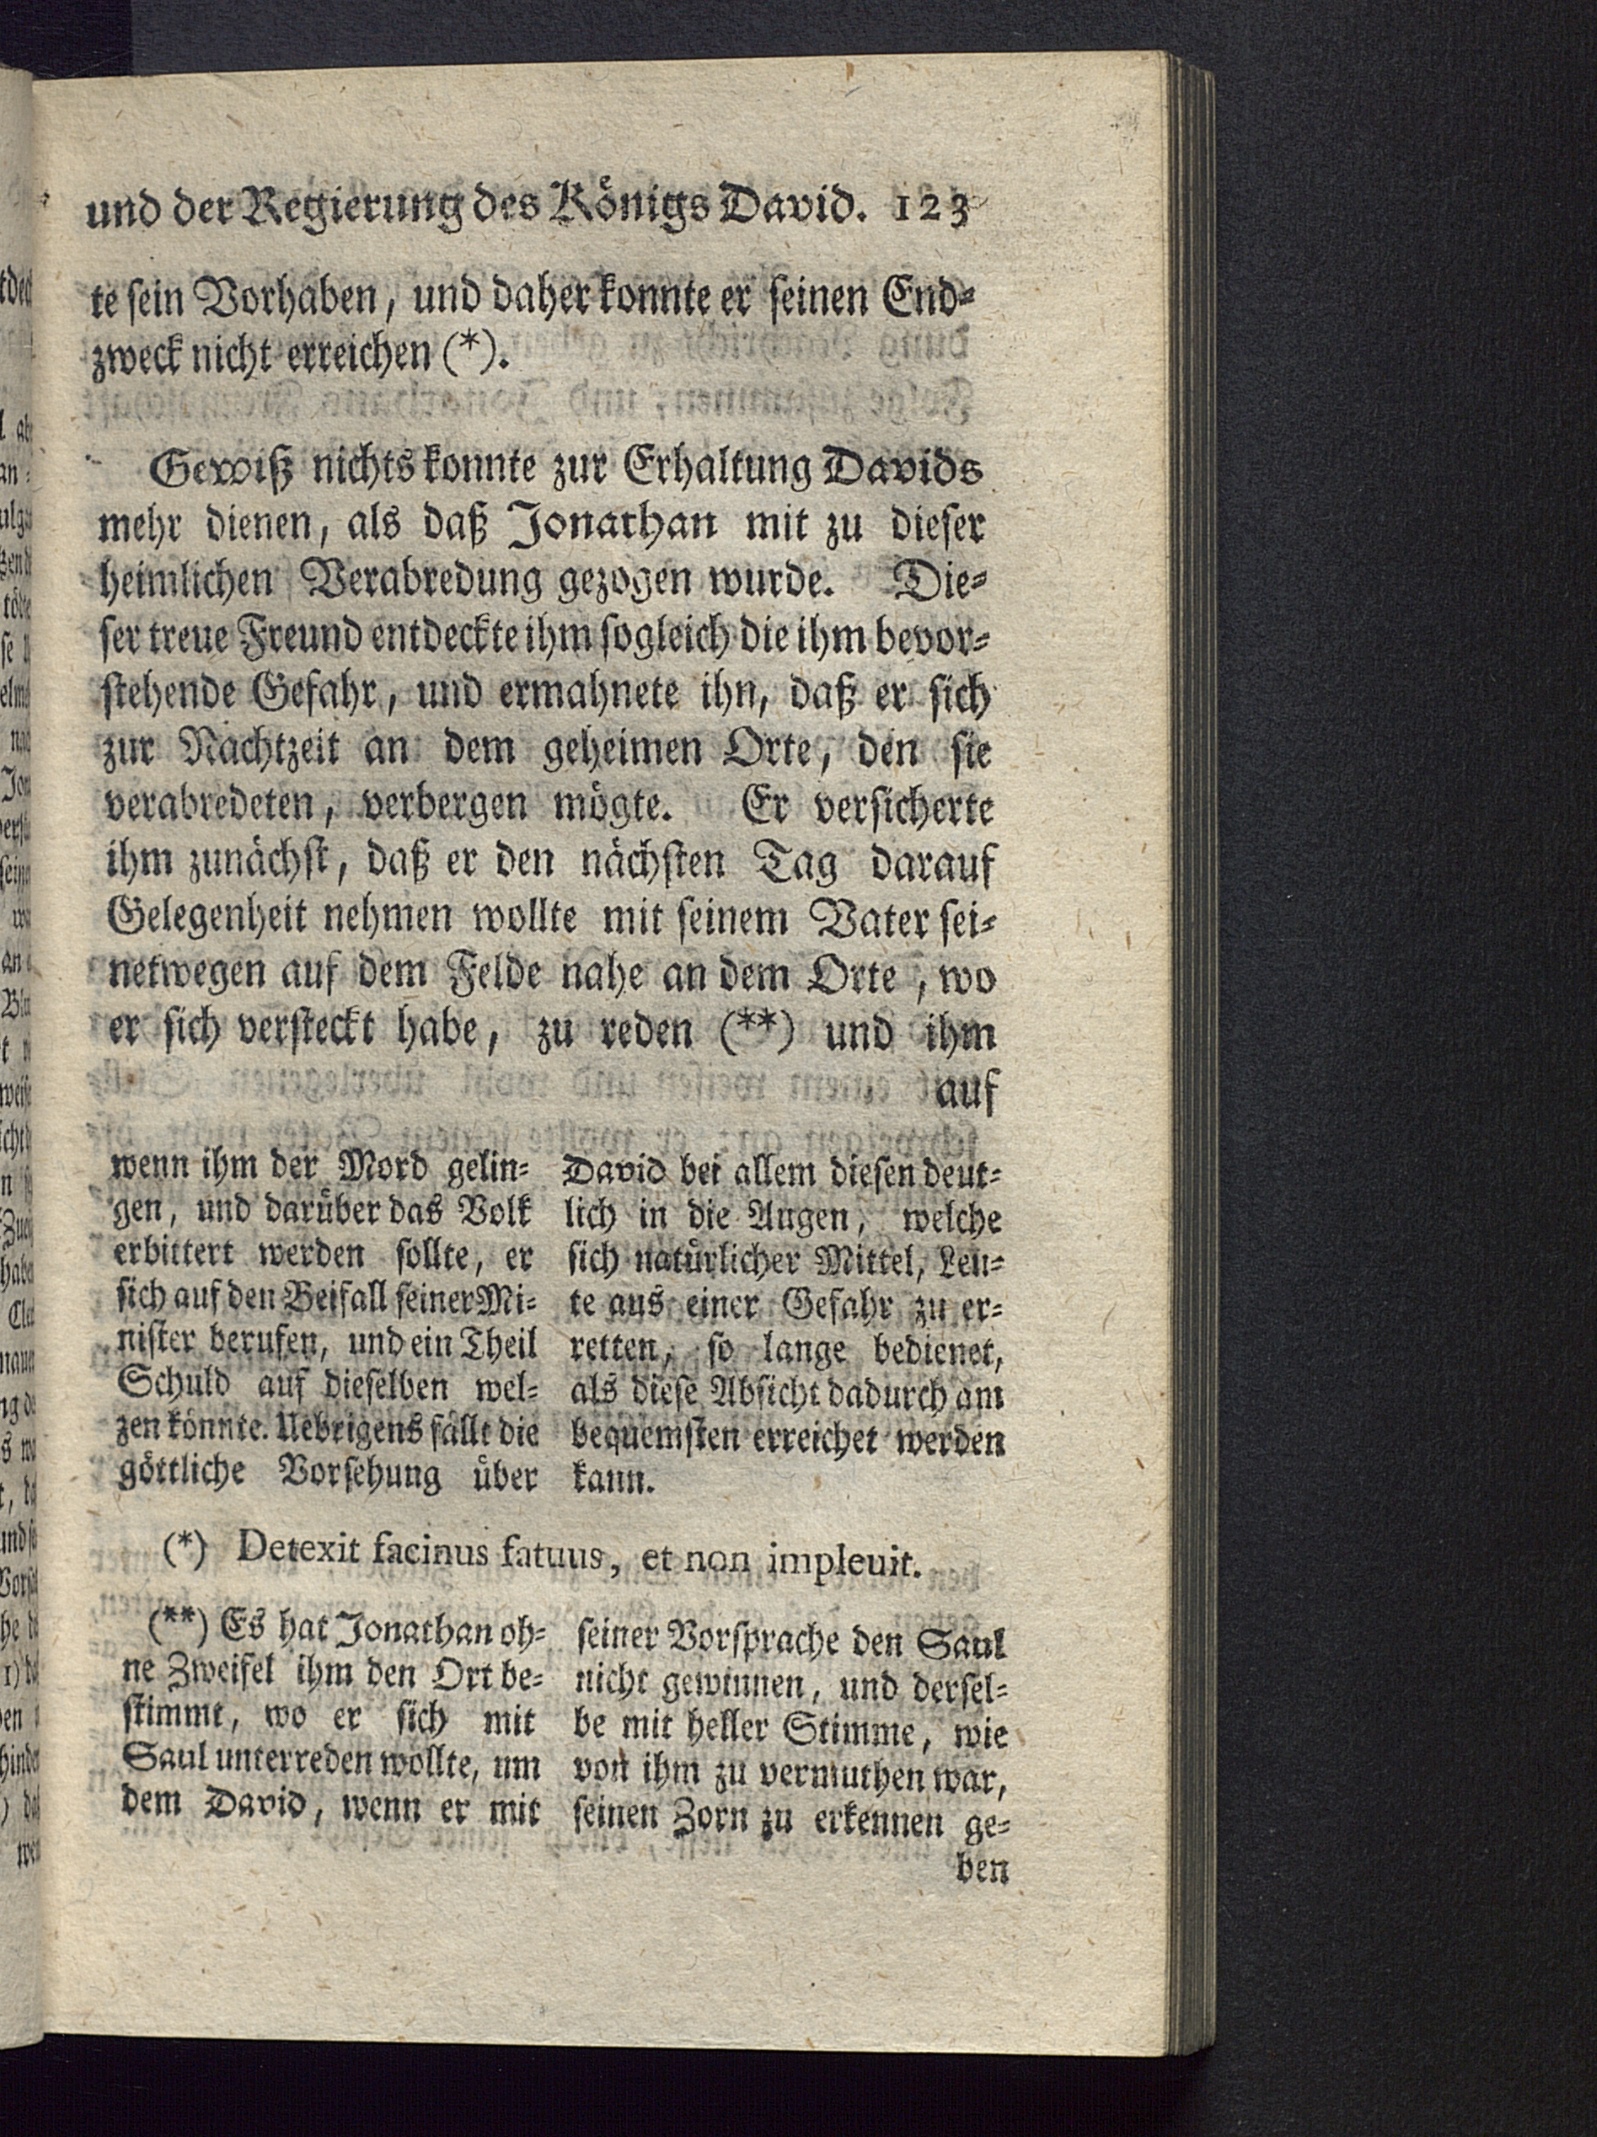 und der Regierung des Königs David. 123
te sein Vorhaben, und daher konnte er seinen End-
zweck nicht erreichen (*).
Gewiß nichts konnte zur Erhaltung Davids
mehr dienen, als daß Jonathan mit zu dieser
heimlichen Verabredung gezogen wurde. Die-
ser treue Freund entdeckte ihm sogleich die ihm bevor-
stehende Gefahr, und ermahnete ihn, daß er sich
zur Nachtzeit an dem geheimen Orte, den sie
verabredeten, verbergen mögte. Er versicherte
ihm zunächst, daß er den nächsten Tag darauf
Gelegenheit nehmen wollte mit seinem Vater sei-
netwegen auf dem Felde nahe an dem Orte, wo
er sich versteckt habe, zu reden (**) und ihm
auf
wenn ihm der Mord gelin-
gen, und darüber das Volk
erbittert werden sollte, er
sich auf den Beifall seiner Mi-
nister berufen, und ein Theil
Schuld auf dieselben wel-
zen könnte. Uebrigens fällt die
göttliche Vorsehung über
David bei allem diesen deut-
lich in die Augen, welche
sich natürlicher Mittel, Leu-
te aus einer Gefahr zu er-
retten, so lange bedienet,
als diese Absicht dadurch am
bequemsten erreichet werden
kann.
(*) Detexit facinus fatuus, et non impleuit.
(**) Es hat Jonathan oh-
ne Zweifel ihm den Ort be-
stimmt, wo er sich mit
Saul unterreden wollte, um
dem David, wenn er mit
seiner Vorsprache den Saul
nicht gewinnen, und dersel-
be mit heller Stimme, wie
von ihm zu vermuthen war,
seinen Zorn zu erkennen ge-
ben